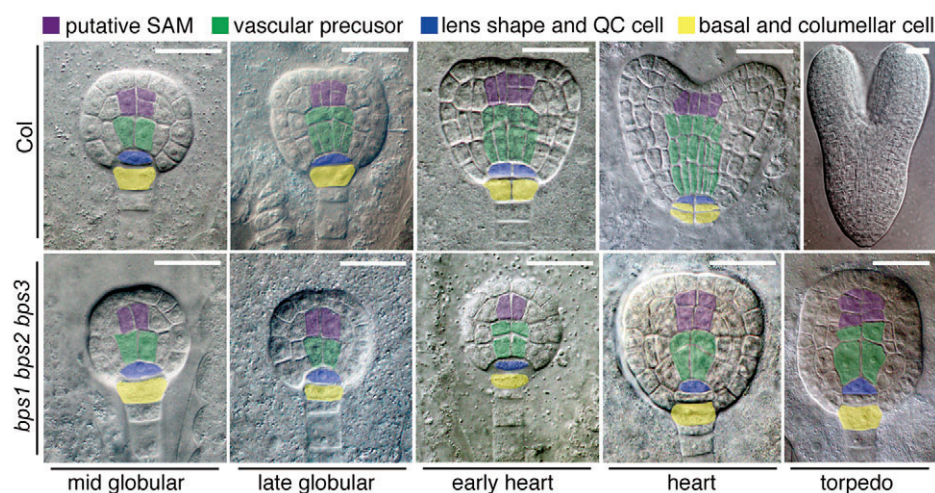 putative SAM vascular precusor lens shape and QC cell basal and columellar cell
Col
bps1 bps2 bps3
mid globular late globular early heart heart torpedo